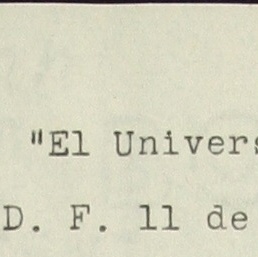 "El Univers
D. F. 11 de